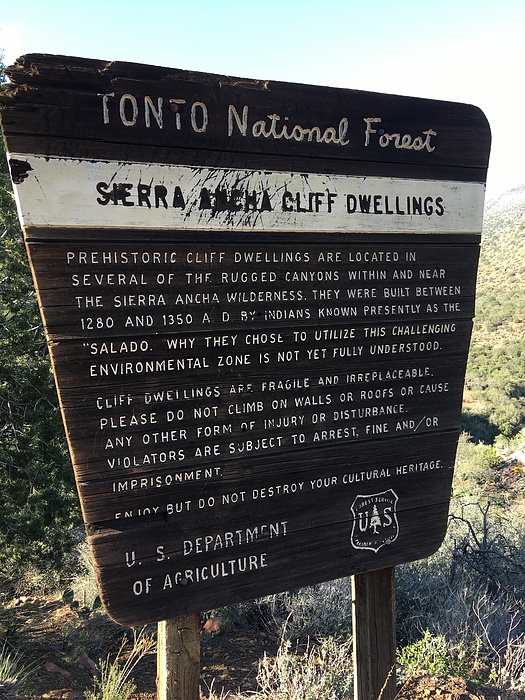 TONTO National Forest
SIERRA ANCHA CLIFF DWELLINGS
PREHISTORIC CLIFF DWELLINGS ARE LOCATED IN
SEVERAL OF THE RUGGED CANYONS WITHIN AND NEAR
THE SIERRA ANCHA WILDERNESS. THEY WERE BUILT BETWEEN
1280 AND 1350 A. D. BY INDIANS KNOWN PRESENTLY AS THE
"SALADO. WHY THEY CHOSE TO UTILIZE THIS CHALLENGING
ENVIRONMENTAL ZONE IS NOT YET FULLY UNDERSTOOD.
CLIFF DWELLINGS ARE FRAGILE AND IRREPLACEABLE.
PLEASE DO NOT CLIMB ON WALLS OR ROOFS OR CAUSE
ANY OTHER FORM OF INJURY OR DISTURBANCE.
VIOLATORS ARE SUBJECT TO ARREST, FINE AND/OR
IMPRISONMENT.
ENJOY BUT DO NOT DESTROY YOUR CULTURAL HERITAGE.
FOREST SERVICE
U S
U. S. DEPARTMENT
OF AGRICULTURE